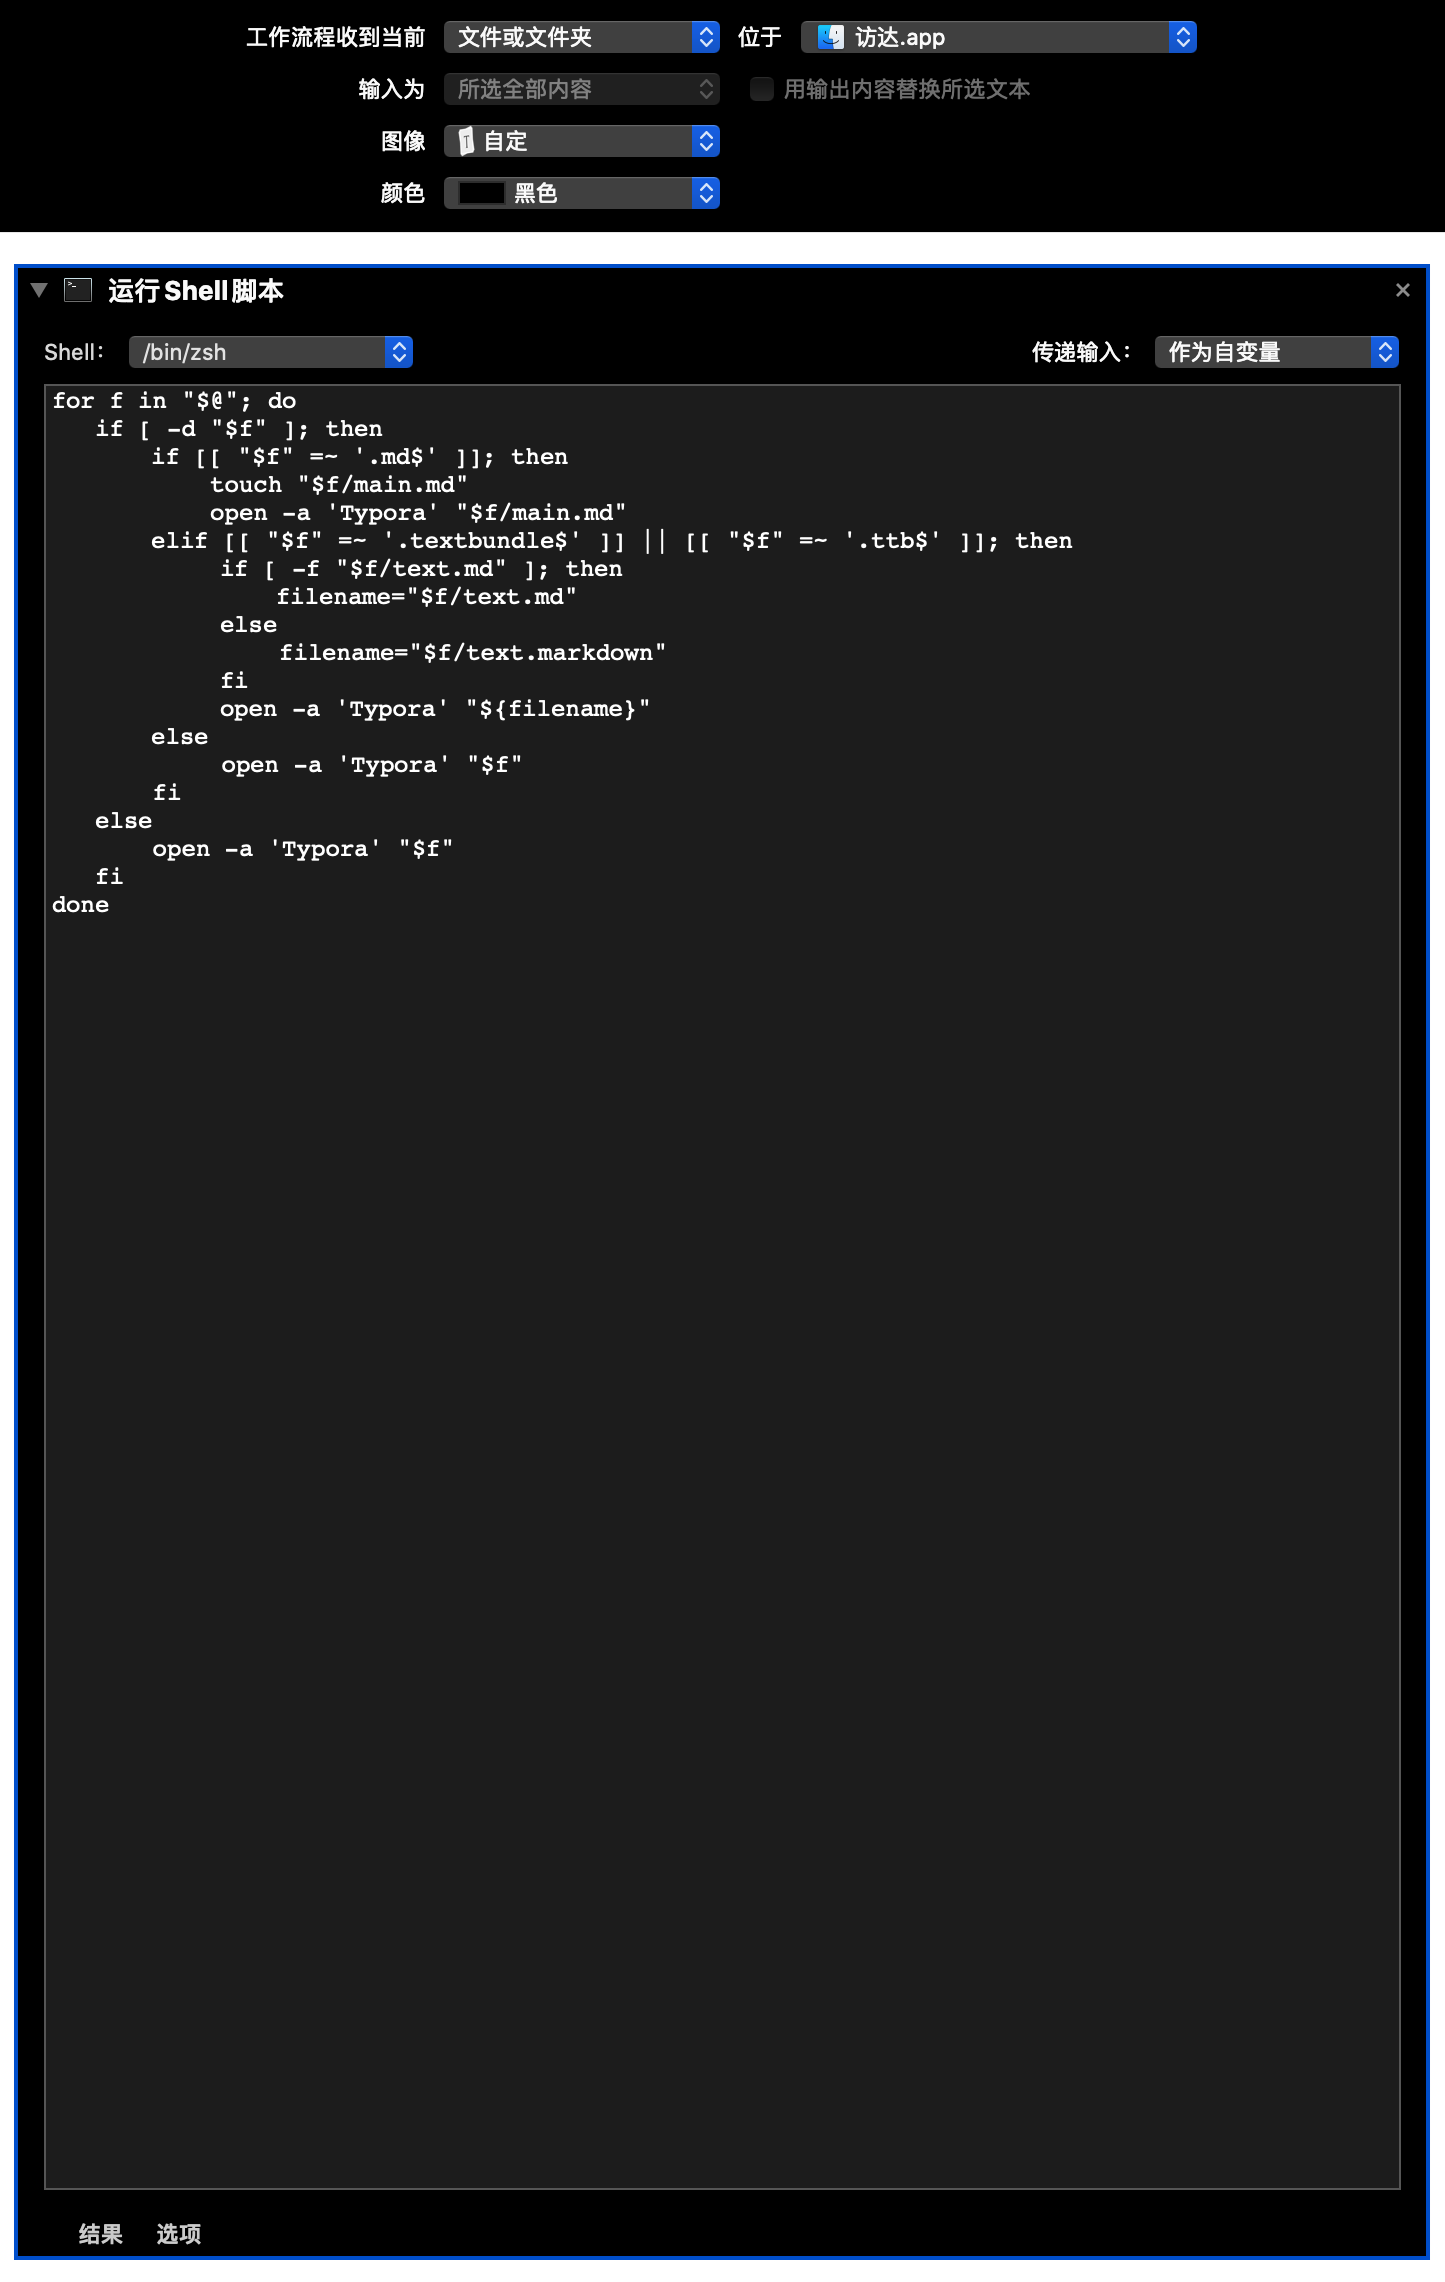 工作流程收到当前 文件或文件夹 位于 访达.app
输入为 所选全部内容 用输出内容替换所选文本
图像 自定
颜色 黑色
运行Shell脚本
Shell: /bin/zsh 传递输入: 作为自变量
for f in "$@"; do
if [ -d "$f" ]; then
if [[ "$f" =~ '.md$' ]]; then
touch "$f/main.md"
open -a 'Typora' "$f/main.md"
elif [[ "$f" =~ '.textbundle$' ]] || [[ "$f" =~ '.ttb$' ]]; then
if [ -f "$f/text.md" ]; then
filename="$f/text.md"
else
filename="$f/text.markdown"
fi
open -a 'Typora' "${filename}"
else
open -a 'Typora' "$f"
fi
else
open -a 'Typora' "$f"
fi
done
结果 选项